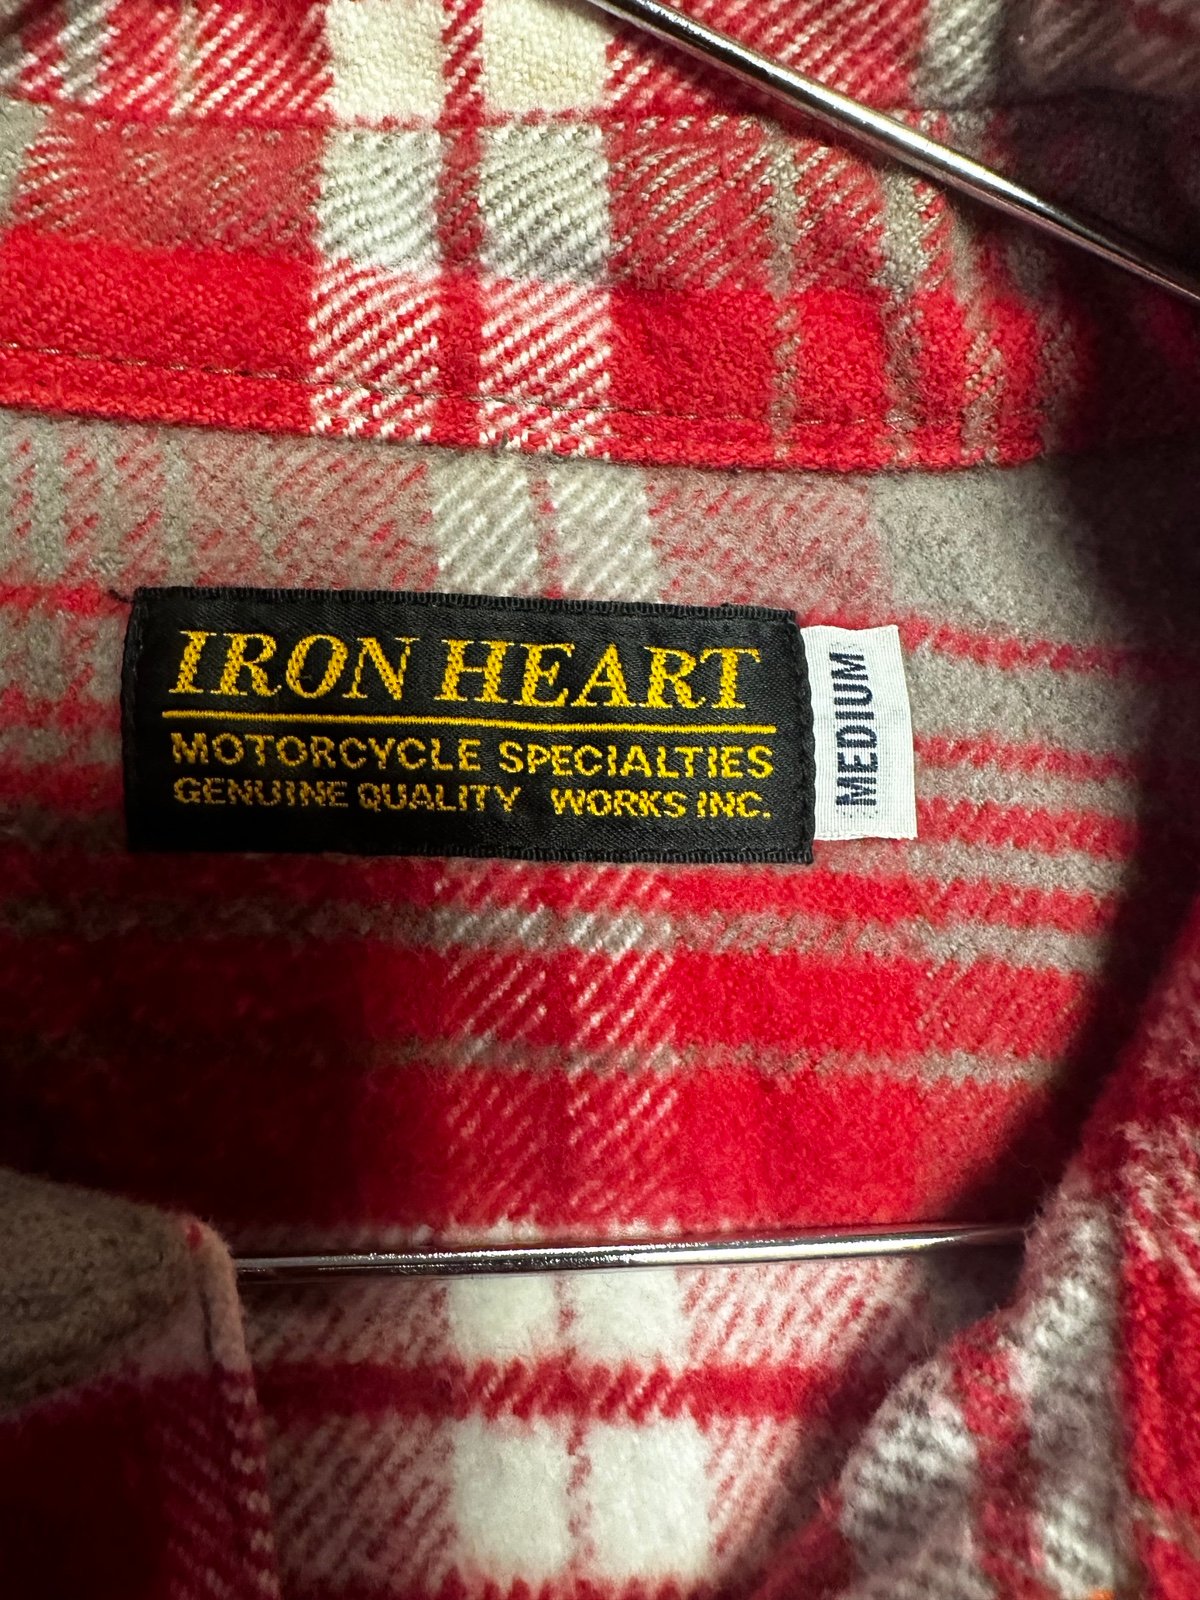 IRON HEART
MOTORCYCLE SPECIALTIES
GENUINE QUALITY WORKS INC.
MEDIUM